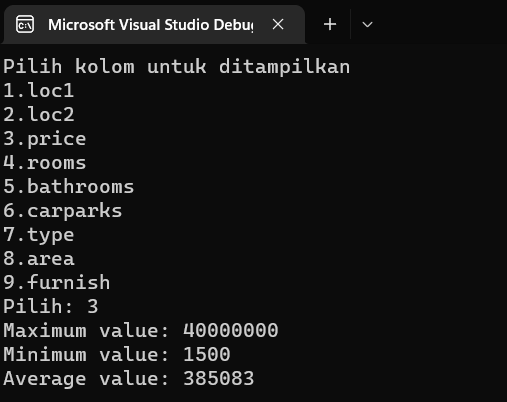 Microsoft Visual Studio Debug
Pilih kolom untuk ditampilkan
1.loc1
2.loc2
3.price
4.rooms
5.bathrooms
6.carparks
7.type
8.area
9.furnish
Pilih: 3
Maximum value: 40000000
Minimum value: 1500
Average value: 385083